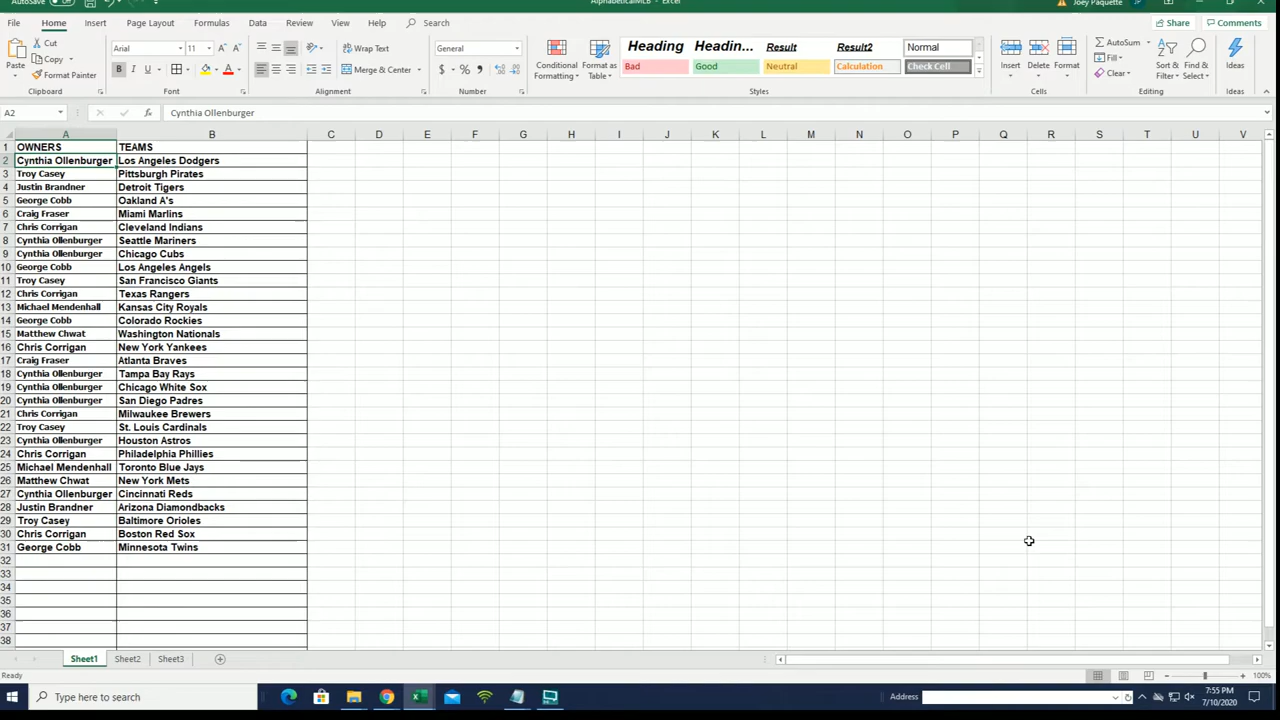 AutoSave Off AlphabeticalMLB - Excel Joey Paquette JP
File Home Insert Page Layout Formulas Data Review View Help Search Share Comments
Paste Cut Copy Format Painter Clipboard
Arial 11 A A B I U A Font
Wrap Text Merge & Center Alignment
General $ % Number
Conditional Formatting Format as Table
Heading Headin... Result Result2 Normal
Bad Good Neutral Calculation Check Cell
Styles
Insert Delete Format Cells
AutoSum Fill Clear Sort & Filter Find & Select Editing
Ideas Ideas
A2 fx Cynthia Ollenburger
A B C D E F G H I J K L M N O P Q R S T U V
1 OWNERS TEAMS
2 Cynthia Ollenburger Los Angeles Dodgers
3 Troy Casey Pittsburgh Pirates
4 Justin Brandner Detroit Tigers
5 George Cobb Oakland A's
6 Craig Fraser Miami Marlins
7 Chris Corrigan Cleveland Indians
8 Cynthia Ollenburger Seattle Mariners
9 Cynthia Ollenburger Chicago Cubs
10 George Cobb Los Angeles Angels
11 Troy Casey San Francisco Giants
12 Chris Corrigan Texas Rangers
13 Michael Mendenhall Kansas City Royals
14 George Cobb Colorado Rockies
15 Matthew Chwat Washington Nationals
16 Chris Corrigan New York Yankees
17 Craig Fraser Atlanta Braves
18 Cynthia Ollenburger Tampa Bay Rays
19 Cynthia Ollenburger Chicago White Sox
20 Cynthia Ollenburger San Diego Padres
21 Chris Corrigan Milwaukee Brewers
22 Troy Casey St. Louis Cardinals
23 Cynthia Ollenburger Houston Astros
24 Chris Corrigan Philadelphia Phillies
25 Michael Mendenhall Toronto Blue Jays
26 Matthew Chwat New York Mets
27 Cynthia Ollenburger Cincinnati Reds
28 Justin Brandner Arizona Diamondbacks
29 Troy Casey Baltimore Orioles
30 Chris Corrigan Boston Red Sox
31 George Cobb Minnesota Twins
32
33
34
35
36
37
38
Sheet1 Sheet2 Sheet3
Ready 100%
Type here to search Address 7:55 PM
7/10/2020